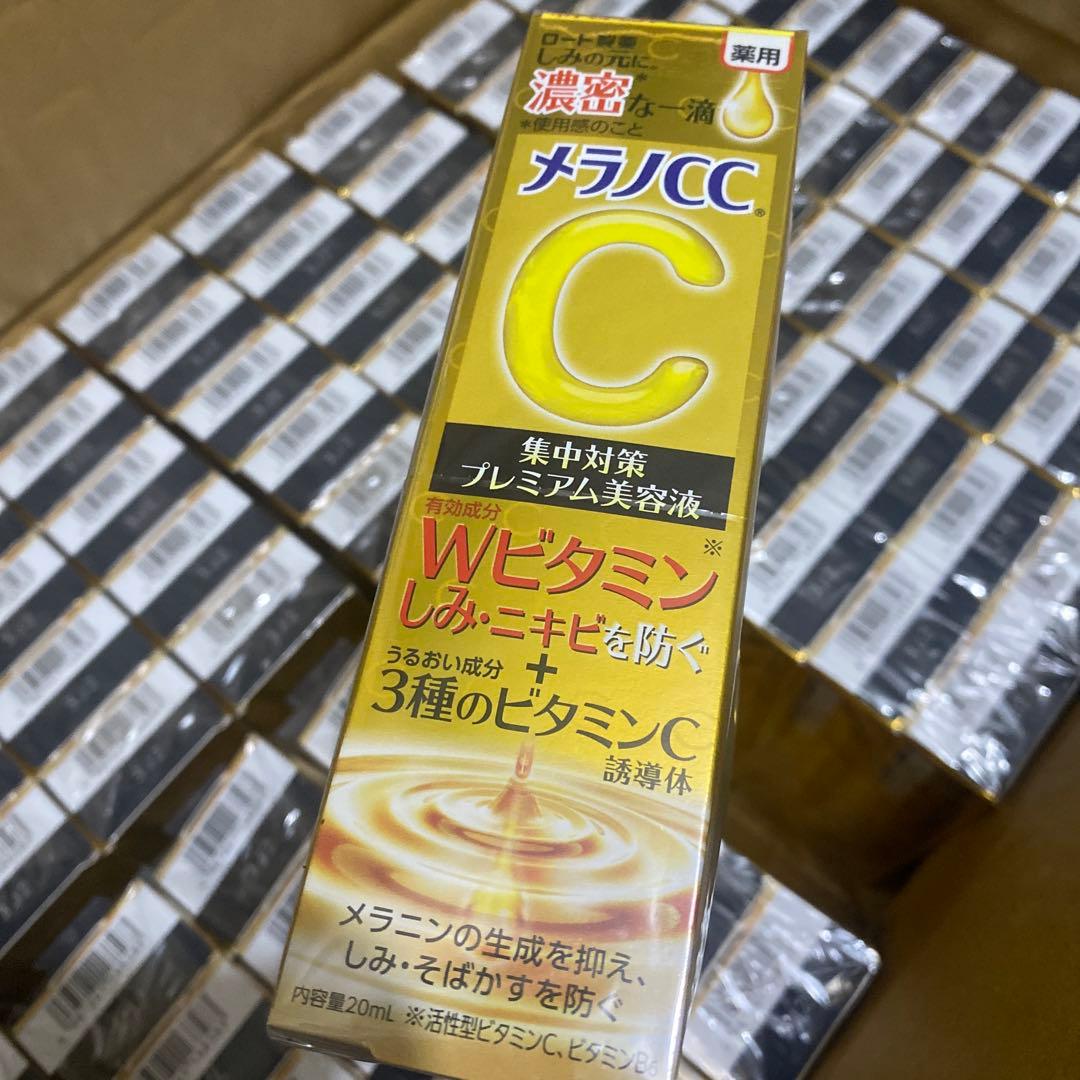 ロート製薬
しみの元に。
薬用
濃密*な一滴
*使用感のこと
メラノCC®
C
集中対策
プレミアム美容液
有効成分
Wビタミン※
しみ・ニキビを防ぐ
+
うるおい成分
3種のビタミンC
誘導体
メラニンの生成を抑え、
しみ・そばかすを防ぐ
内容量20mL ※活性型ビタミンC、ビタミンB6